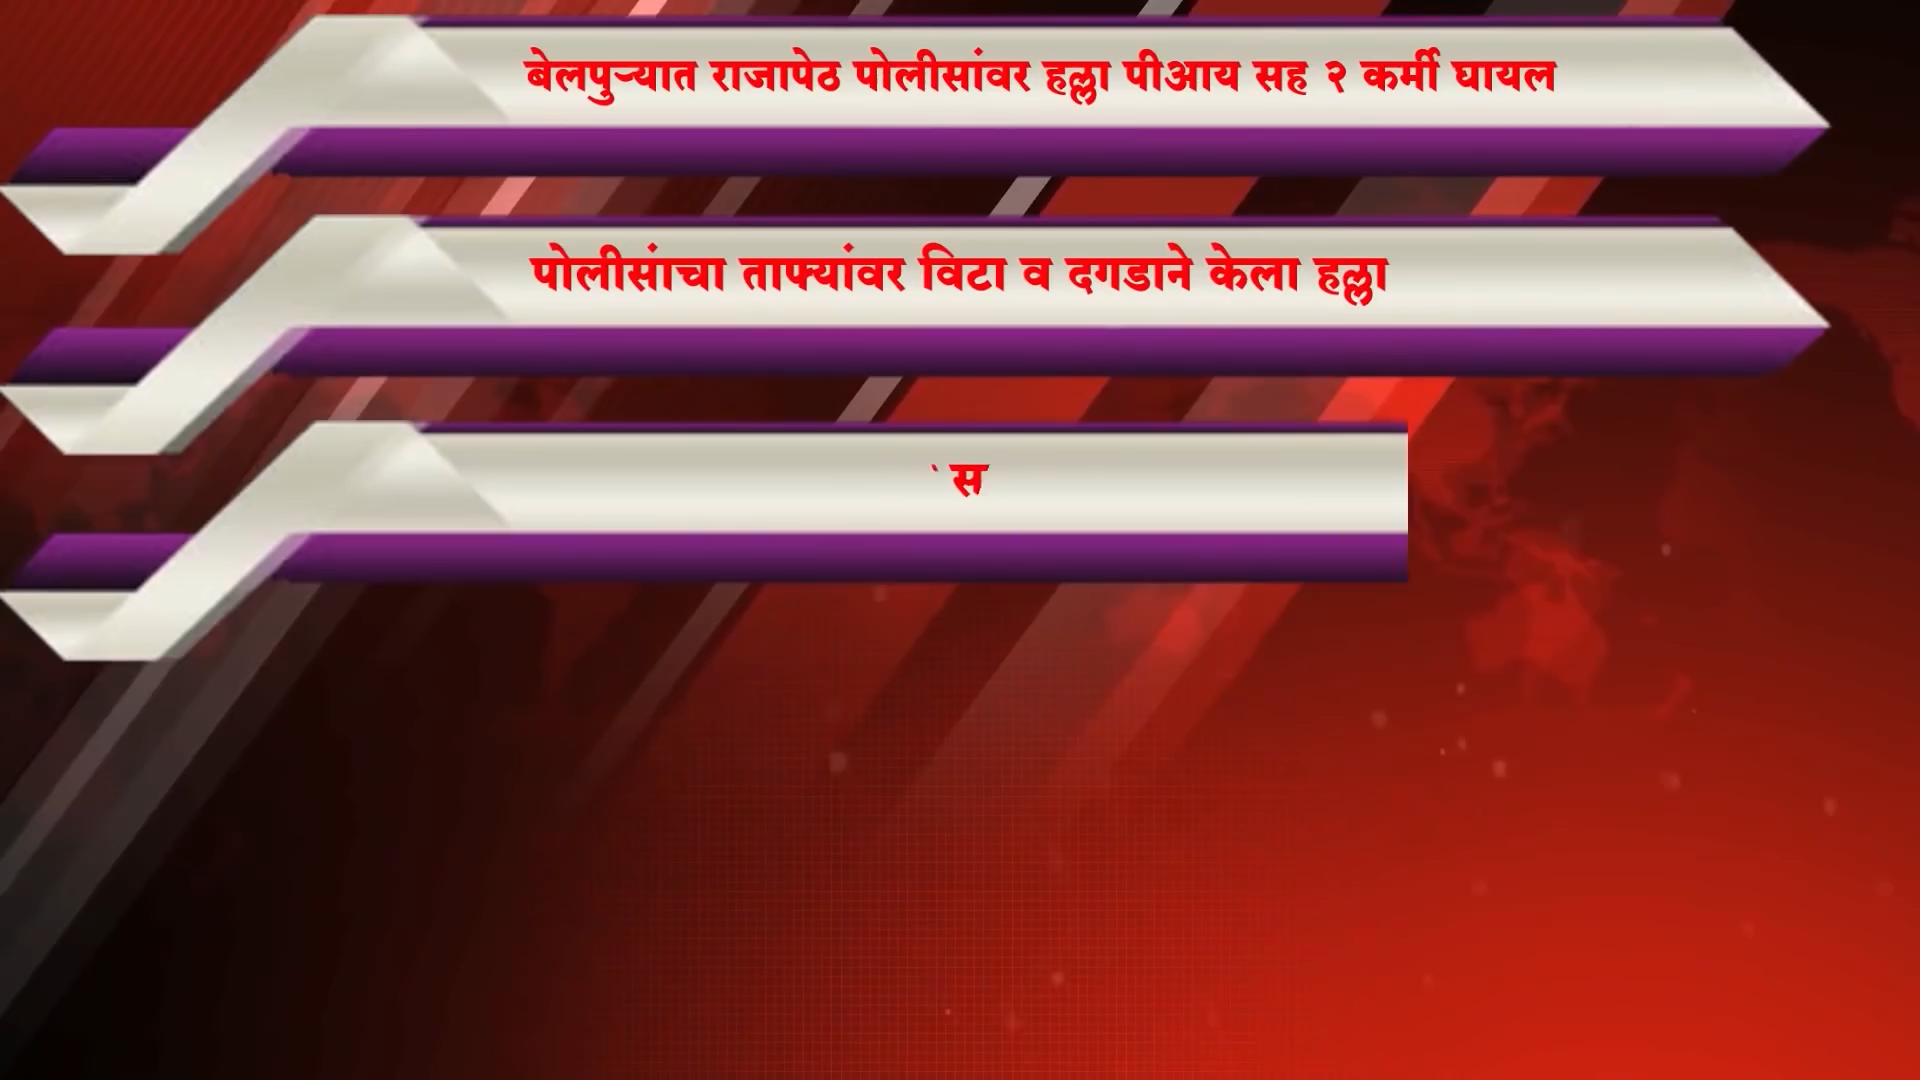 बेलपुऱ्यात राजापेठ पोलीसांवर हल्ला पीआय सह २ कर्मी घायल
पोलीसांचा ताफ्यांवर विटा व दगडाने केला हल्ला
स